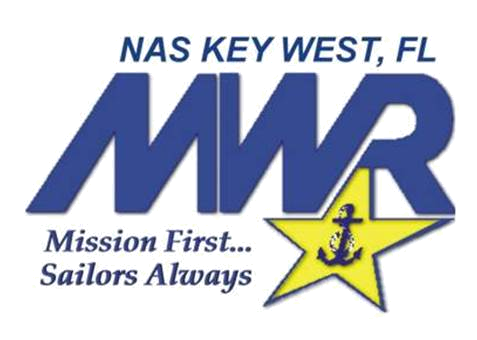 NAS KEY WEST, FL
MWR
Mission First...
Sailors Always